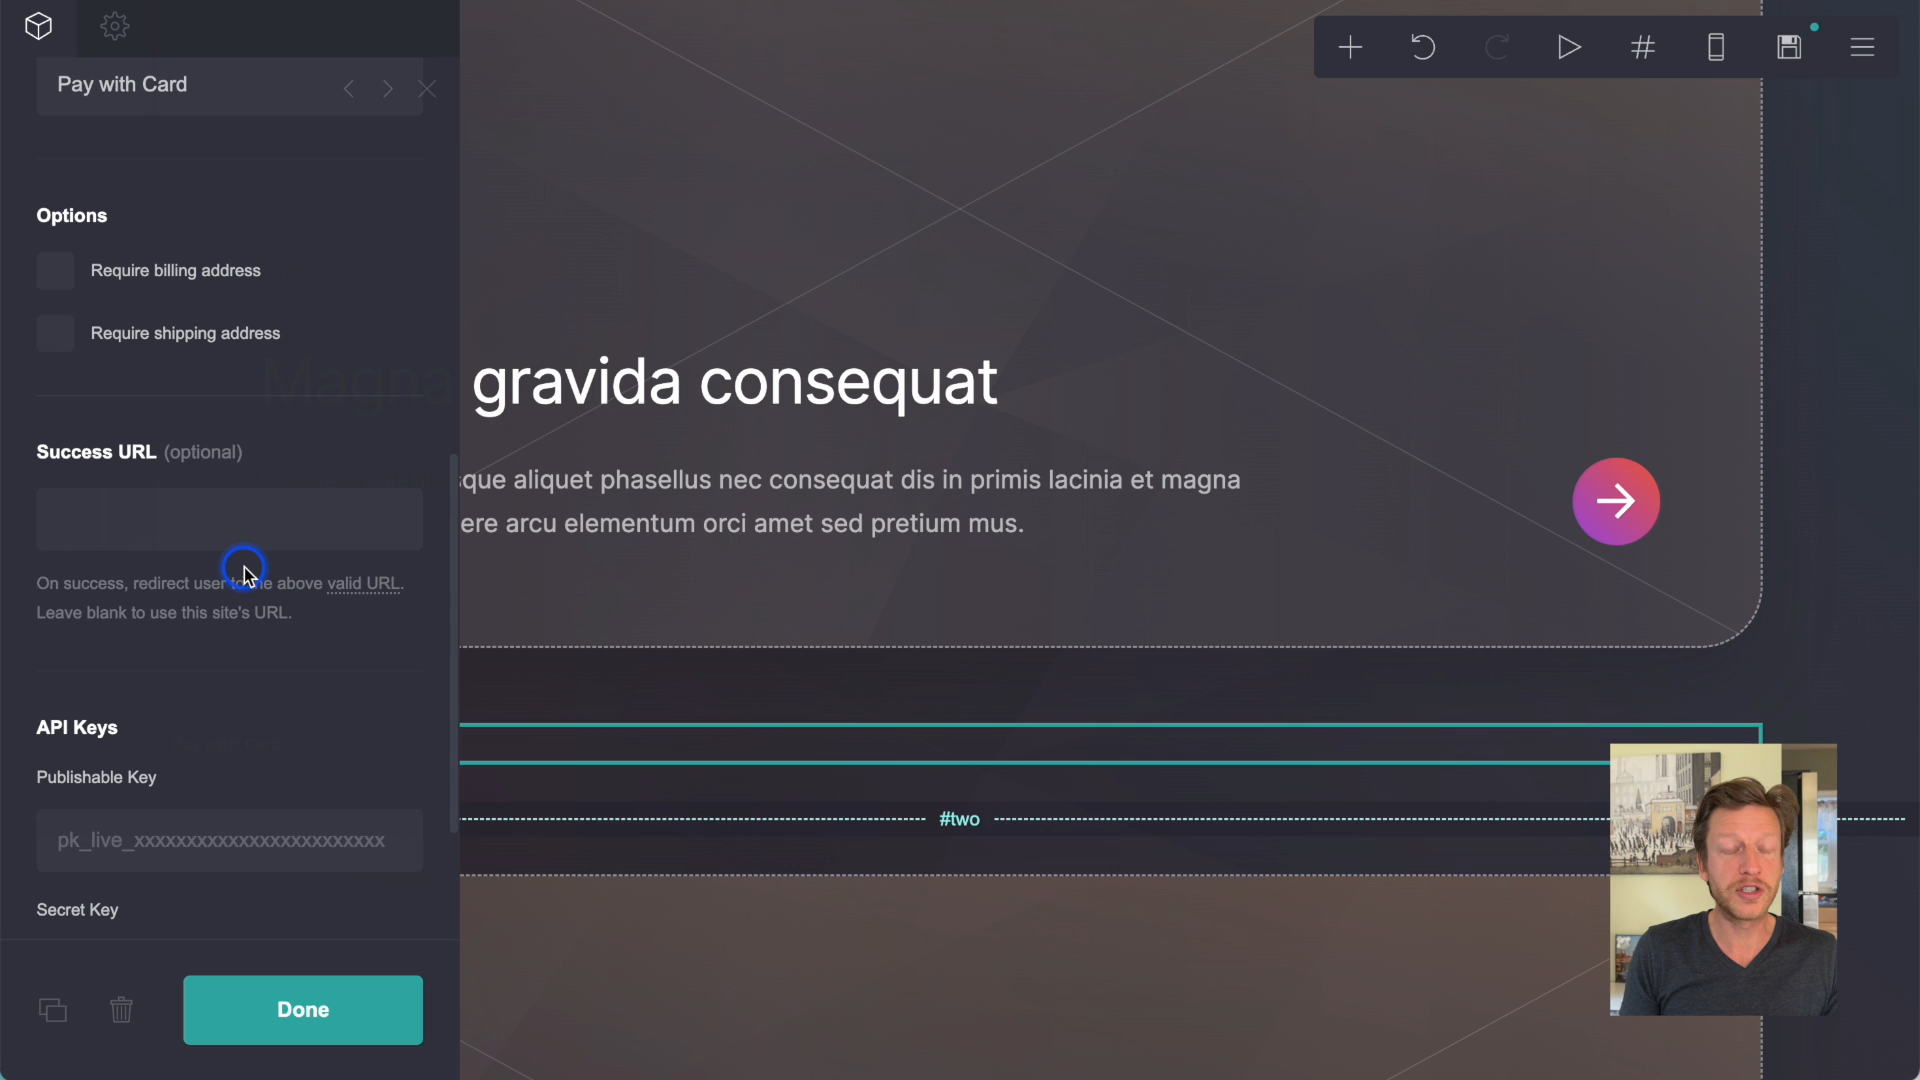 Pay with Card
Options
Require billing address
Require shipping address
Magna gravida consequat
Success URL (optional)
que aliquet phasellus nec consequat dis in primis lacinia et magna
ere arcu elementum orci amet sed pretium mus.
On success, redirect user to the above valid URL.
Leave blank to use this site's URL.
API Keys
Publishable Key
#two
pk_live_xxxxxxxxxxxxxxxxxxxxxxxx
Secret Key
Done